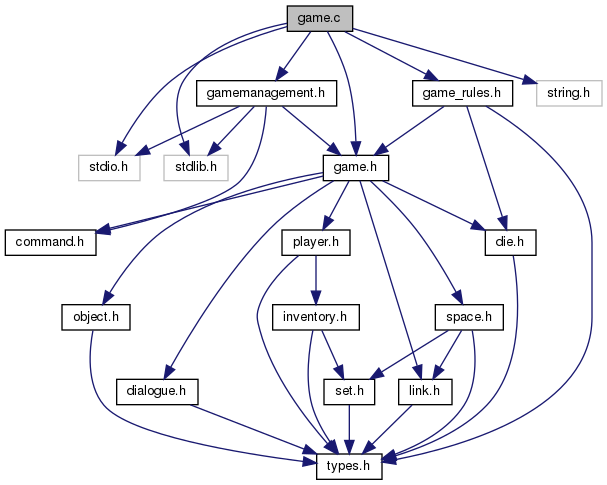 game.c
gamemanagement.h
game_rules.h
string.h
stdio.h
stdlib.h
game.h
command.h
player.h
die.h
object.h
inventory.h
space.h
dialogue.h
set.h
link.h
types.h